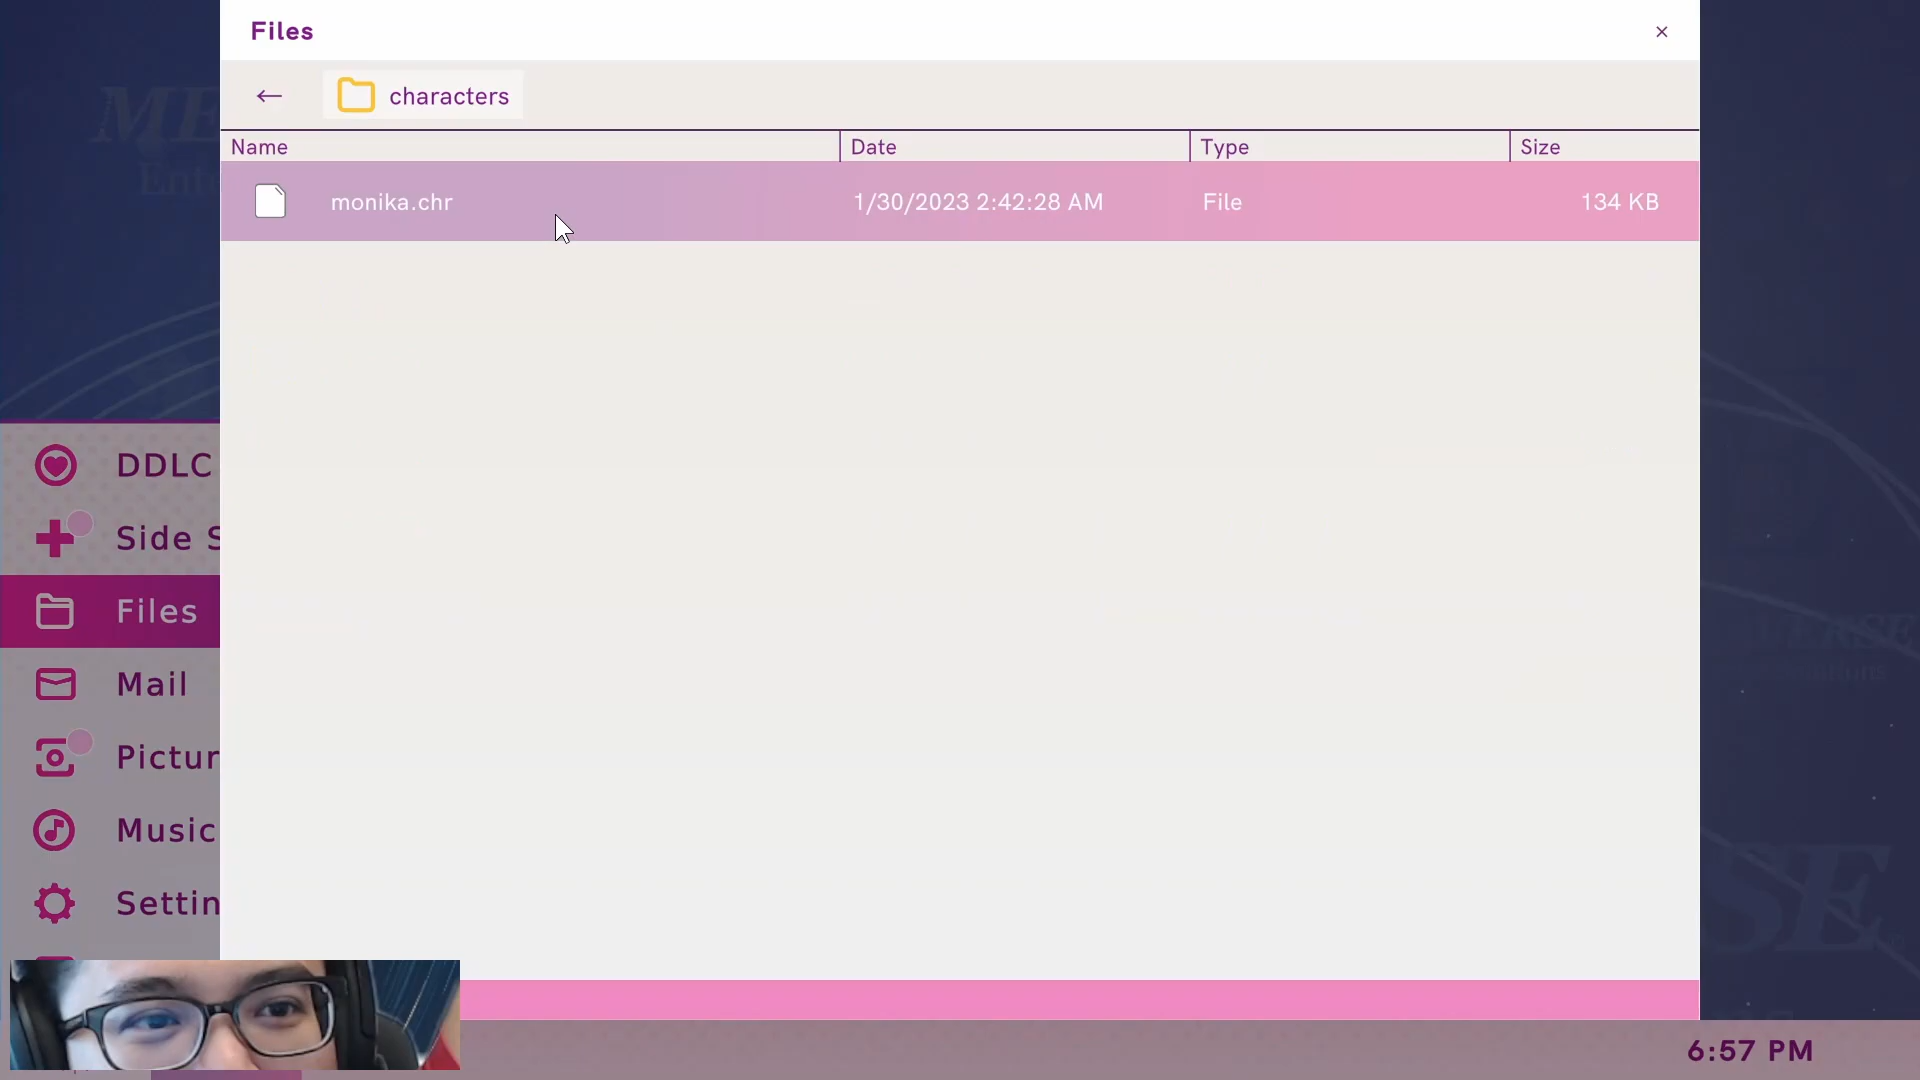 Files
characters
Name Date Type Size
monika.chr 1/30/2023 2:42:28 AM File 134 KB
DDLC
Side S
Files
Mail
Pictur
Music
Settin
6:57 PM